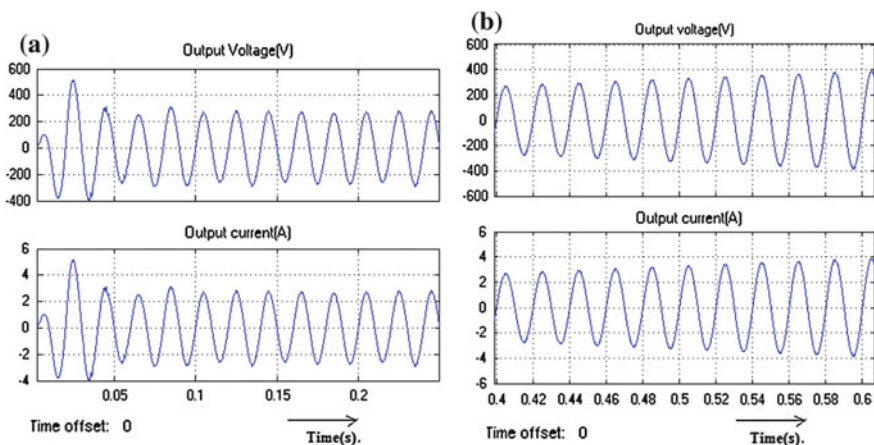 (a)
Output Voltage(V)
600
400
200
0
-200
-400
Output current(A)
6
4
2
0
-2
-4
0.05 0.1 0.15 0.2
Time offset: 0
Time(s).
(b)
Output voltage(V)
600
400
200
0
-200
-400
-600
Output current(A)
6
4
2
0
-2
-4
-6
0.4 0.42 0.44 0.46 0.48 0.5 0.52 0.54 0.56 0.58 0.6
Time offset: 0
Time(s).